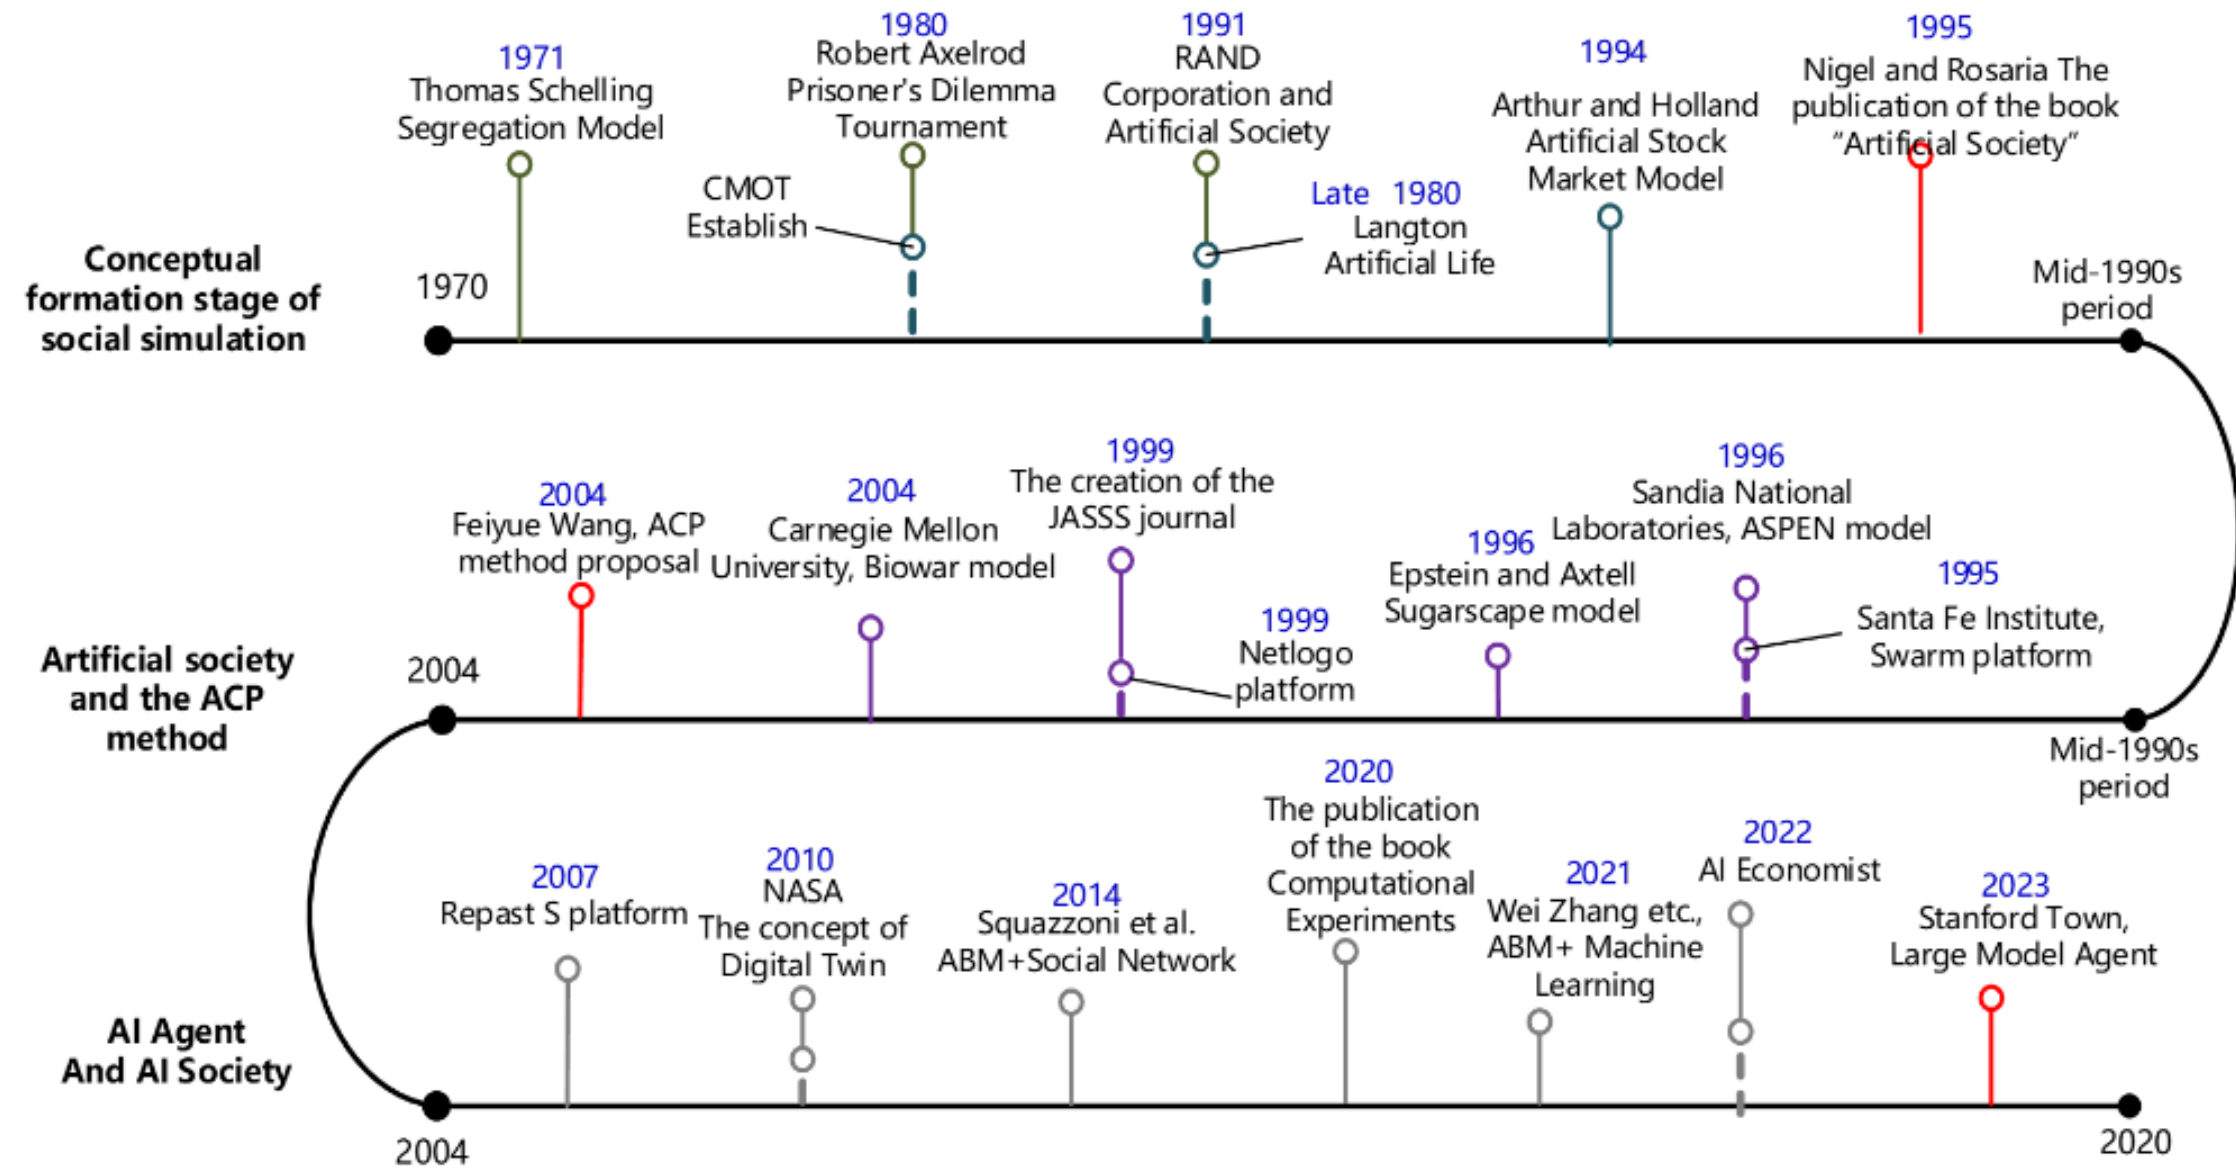 1971
Thomas Schelling
Segregation Model
1980
Robert Axelrod
Prisoner's Dilemma
Tournament
CMOT
Establish
1991
RAND
Corporation and
Artificial Society
Late 1980
Langton
Artificial Life
1994
Arthur and Holland
Artificial Stock
Market Model
1995
Nigel and Rosaria The
publication of the book
“Artificial Society”
Conceptual
formation stage of
social simulation
1970
Mid-1990s
period
2004
Feiyue Wang, ACP
method proposal
2004
Carnegie Mellon
University, Biowar model
1999
The creation of the
JASSS journal
1999
Netlogo
platform
1996
Epstein and Axtell
Sugarscape model
1996
Sandia National
Laboratories, ASPEN model
1995
Santa Fe Institute,
Swarm platform
Artificial society
and the ACP
method
2004
Mid-1990s
period
2007
Repast S platform
2010
NASA
The concept of
Digital Twin
2014
Squazzoni et al.
ABM+Social Network
2020
The publication
of the book
Computational
Experiments
2021
Wei Zhang etc.,
ABM+ Machine
Learning
2022
AI Economist
2023
Stanford Town,
Large Model Agent
AI Agent
And AI Society
2004
2020